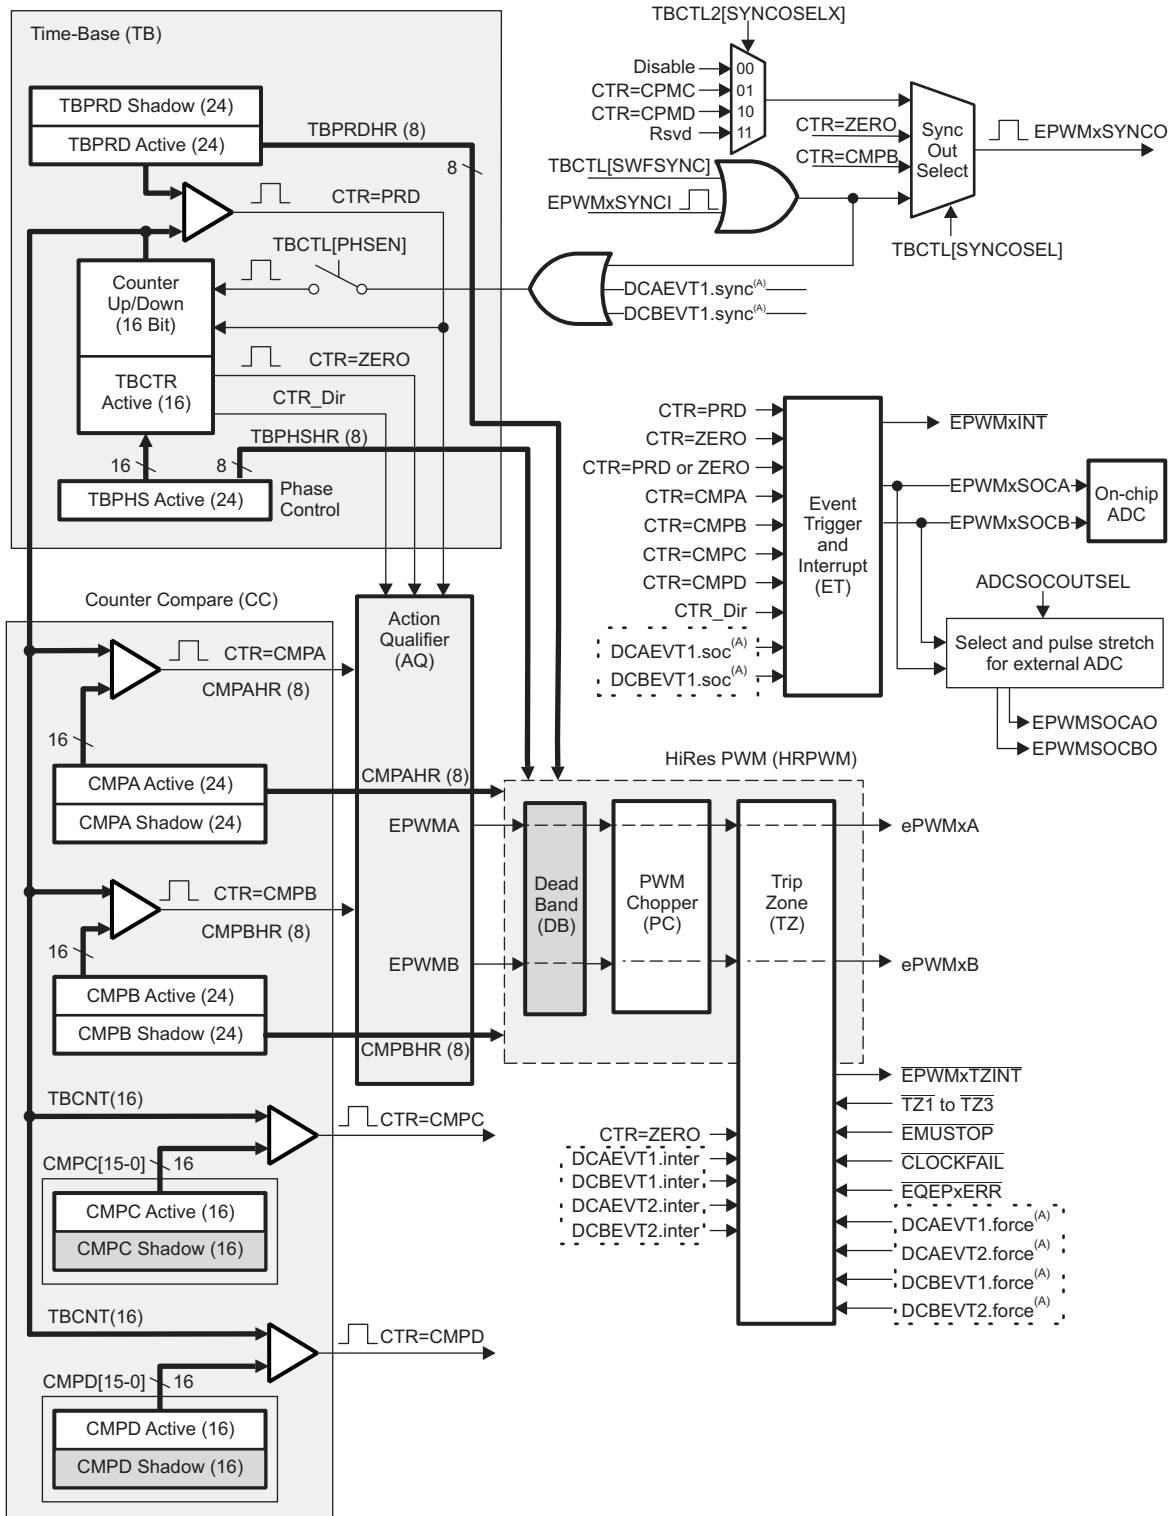 Time-Base (TB)
TBPRD Shadow (24)
TBPRD Active (24)
TBPRDHR (8)
8
CTR=PRD
TBCTL[PHSEN]
Counter
Up/Down
(16 Bit)
CTR=ZERO
TBCTR
Active (16)
CTR_Dir
TBPHSHR (8)
16
8
TBPHS Active (24)
Phase
Control
TBCTL2[SYNCOSELX]
Disable
00
CTR=CPMC
01
CTR=CPMD
10
Rsvd
11
CTR=ZERO
CTR=CMPB
Sync
Out
Select
EPWMxSYNCO
TBCTL[SWFSYNC]
EPWMxSYNCI
TBCTL[SYNCOSEL]
DCAEVT1.sync(A)
DCBEVT1.sync(A)
CTR=PRD
CTR=ZERO
CTR=PRD or ZERO
CTR=CMPA
CTR=CMPB
CTR=CMPC
CTR=CMPD
CTR_Dir
DCAEVT1.soc(A)
DCBEVT1.soc(A)
Event
Trigger
and
Interrupt
(ET)
EPWMxINT
EPWMxSOCA
EPWMxSOCB
On-chip
ADC
ADCSOCOUTSEL
Select and pulse stretch
for external ADC
EPWMSOCAO
EPWMSOCBO
Counter Compare (CC)
CTR=CMPA
CMPAHR (8)
16
CMPA Active (24)
CMPA Shadow (24)
CTR=CMPB
CMPBHR (8)
16
CMPB Active (24)
CMPB Shadow (24)
TBCNT(16)
CTR=CMPC
CMPC[15-0]
16
CMPC Active (16)
CMPC Shadow (16)
TBCNT(16)
CTR=CMPD
CMPD[15-0]
16
CMPD Active (16)
CMPD Shadow (16)
Action
Qualifier
(AQ)
CMPAHR (8)
EPWMA
EPWMB
CMPBHR (8)
HiRes PWM (HRPWM)
Dead
Band
(DB)
PWM
Chopper
(PC)
Trip
Zone
(TZ)
ePWMxA
ePWMxB
EPWMxTZINT
TZ1 to TZ3
EMUSTOP
CLOCKFAIL
EQEPxERR
DCAEVT1.force(A)
DCAEVT2.force(A)
DCBEVT1.force(A)
DCBEVT2.force(A)
CTR=ZERO
DCAEVT1.inter
DCBEVT1.inter
DCAEVT2.inter
DCBEVT2.inter